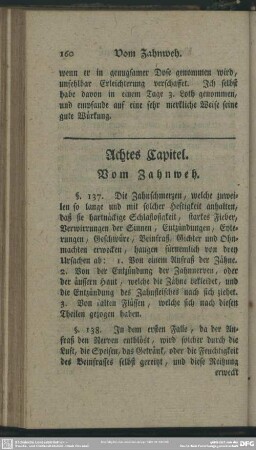 160 Vom Zahnweh.
wenn er in genugsamer Dose genommen wird,
unfehlbar Erleichterung verschaffet. Ich selbst
habe davon in einem Tage 3. Loth genommen,
und empfande auf eine sehr merkliche Weise seine
gute Würkung.
Achtes Capitel.
Vom Zahnweh.
§. 137. Die Zahnschmerzen, welche zuwei-
len so lange und mit solcher Heftigkeit anhalten,
daß sie hartnäckige Schlaflosigkeit, starkes Fieber,
Verwirrungen der Sinnen, Entzündungen, Eyte-
rungen, Geschwüre, Beinfraß, Gichter und Ohn-
machten erwecken, hangen fürnemlich von drey
Ursachen ab: 1. Von einem Anfraß der Zähne.
2. Von der Entzündung der Zahnnerven, oder
der äussern Haut, welche die Zähne bekleidet, und
die Entzündung des Zahnfleisches nach sich ziehet.
3. Von kalten Flüssen, welche sich nach diesen
Theilen gezogen haben.
§. 138. In dem ersten Falle, da der An-
fraß den Nerven entblößt, wird solcher durch die
Luft, die Speisen, das Getränk, oder die Feuchtigkeit
des Beinfrasses selbst gereizt, und diese Reitzung
erweckt